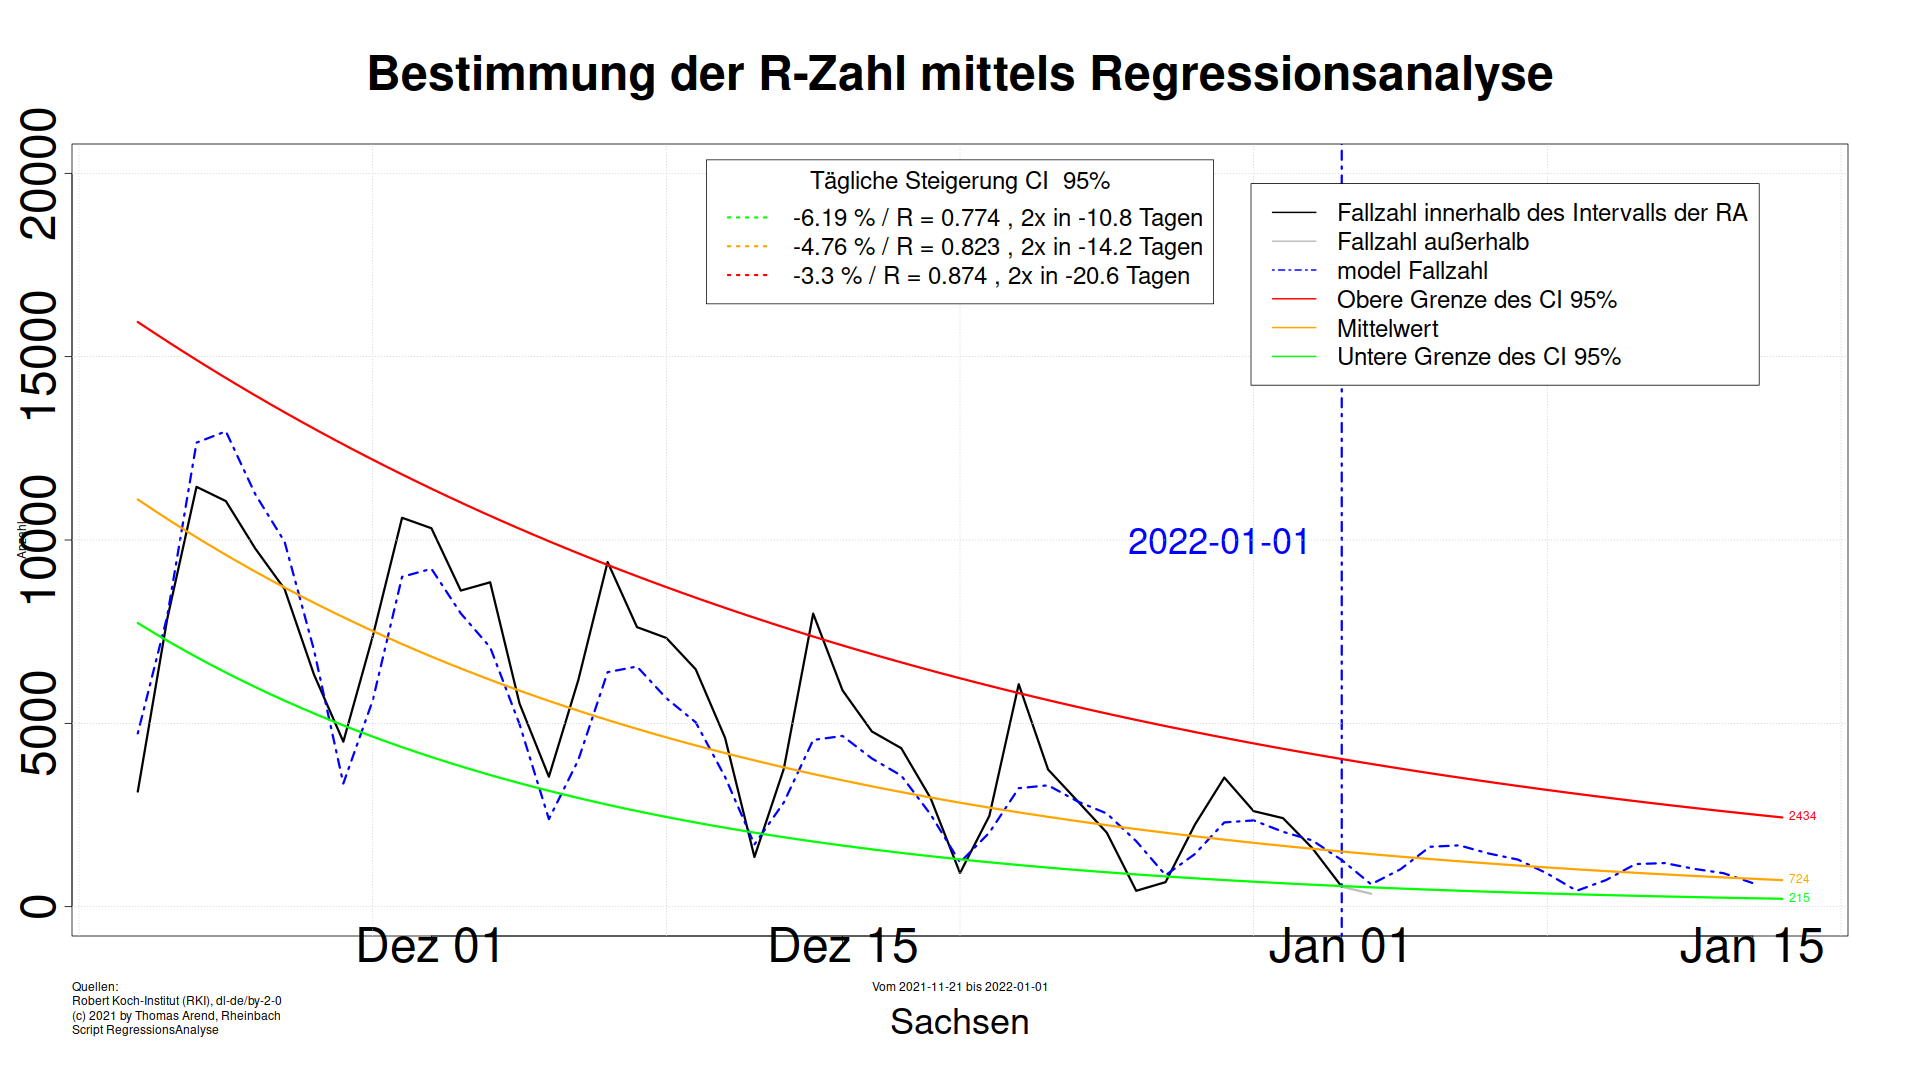 Bestimmung der R-Zahl mittels Regressionsanalyse
20000
15000
10000
5000
0
Anzahl
Tägliche Steigerung CI  95%
-6.19 % / R = 0.774 , 2x in -10.8 Tagen
-4.76 % / R = 0.823 , 2x in -14.2 Tagen
-3.3 % / R = 0.874 , 2x in -20.6 Tagen
Fallzahl innerhalb des Intervalls der RA
Fallzahl außerhalb
model Fallzahl
Obere Grenze des CI 95%
Mittelwert
Untere Grenze des CI 95%
2022-01-01
2434
724
215
Dez 01
Dez 15
Jan 01
Jan 15
Quellen:
Robert Koch-Institut (RKI), dl-de/by-2-0
(c) 2021 by Thomas Arend, Rheinbach
Script RegressionsAnalyse
Vom 2021-11-21 bis 2022-01-01
Sachsen